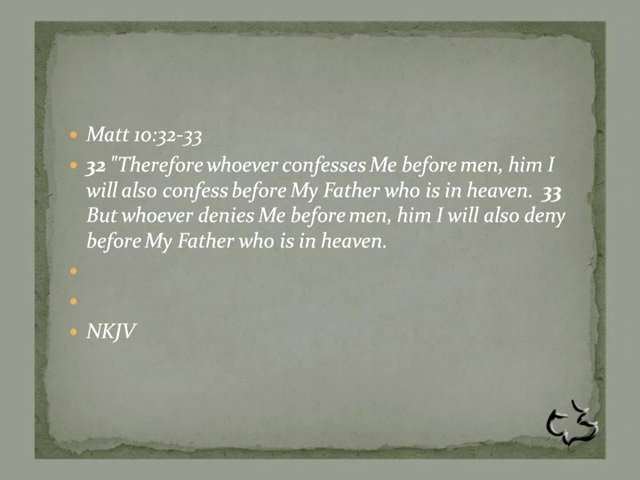 Matt 10:32-33
32 "Therefore whoever confesses Me before men, him I
will also confess before My Father who is in heaven. 33
But whoever denies Me before men, him I will also deny
before My Father who is in heaven.
NKJV